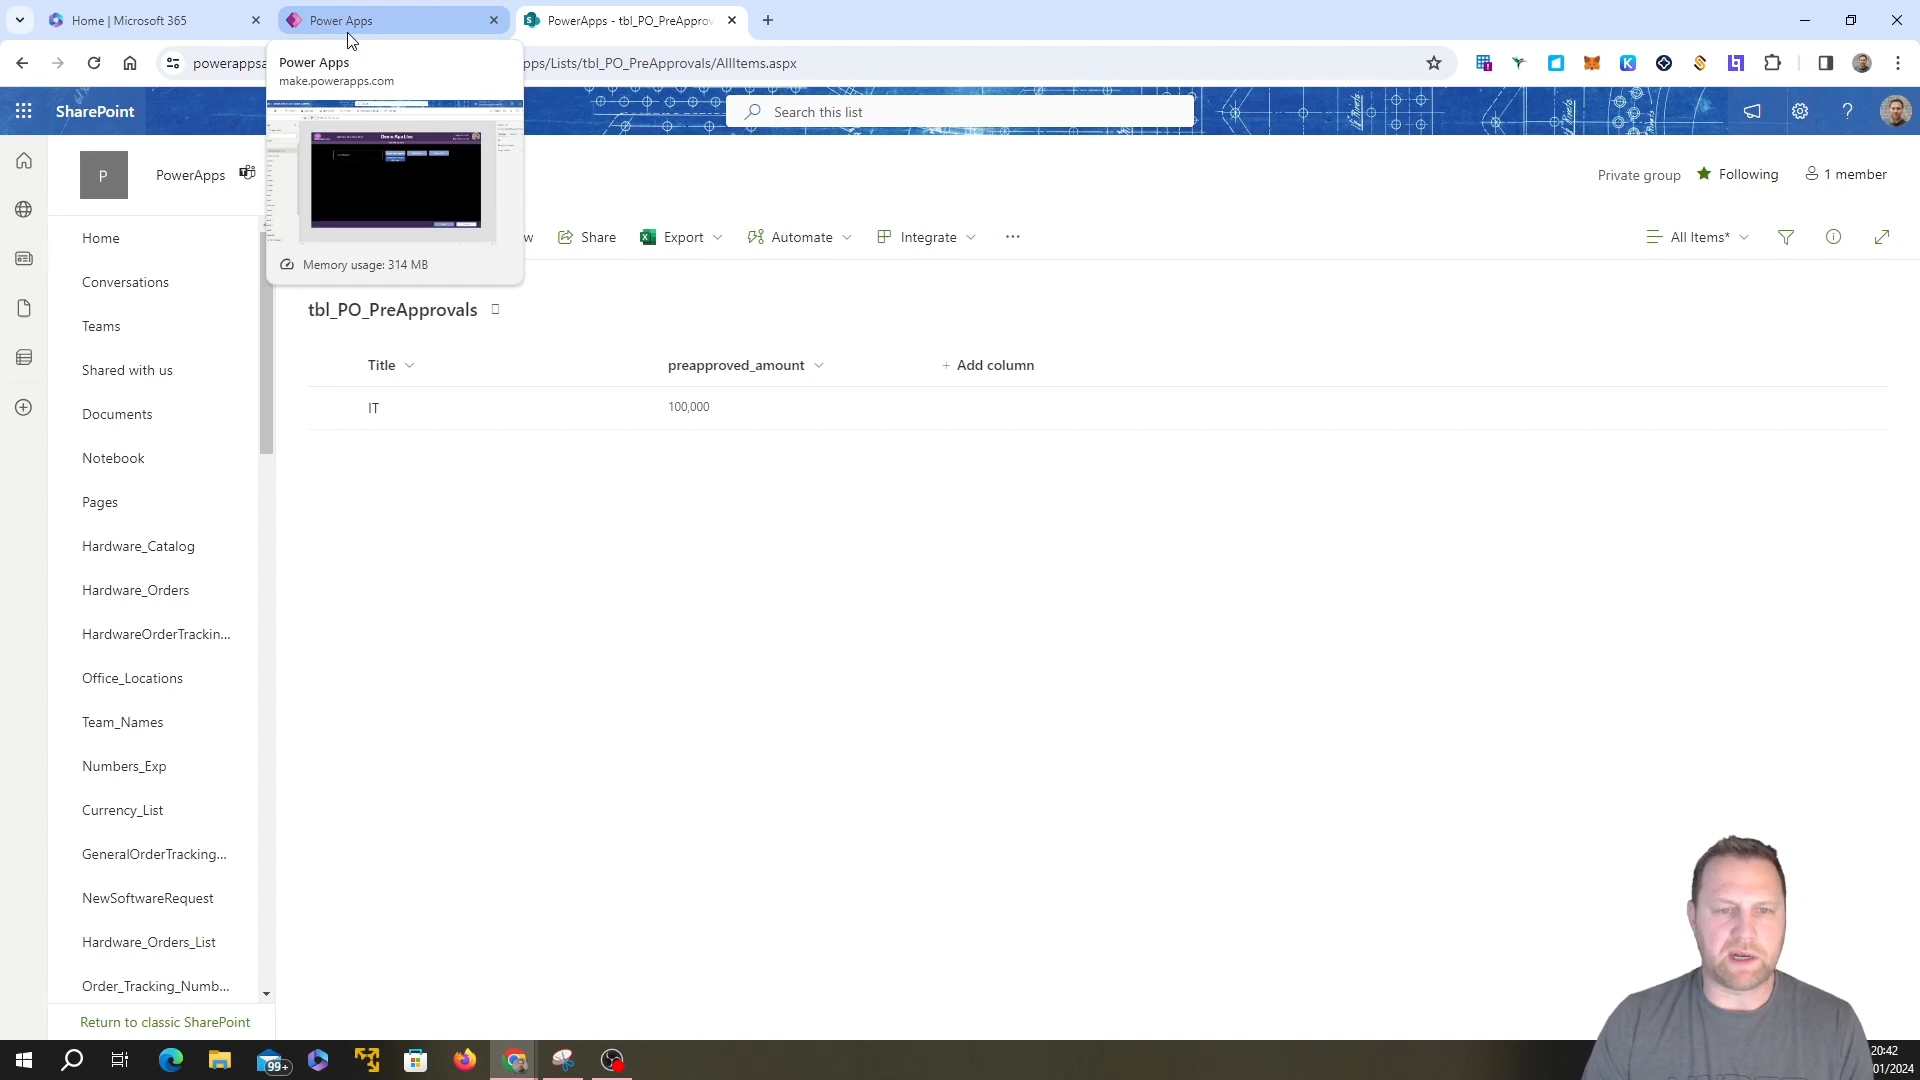 Home | Microsoft 365
Power Apps
PowerApps - tbl_PO_PreApprov
powerappsa
pps/Lists/tbl_PO_PreApprovals/AllItems.aspx
Power Apps
make.powerapps.com
Memory usage: 314 MB
SharePoint
Search this list
P
PowerApps
Private group
Following
1 member
Share
Export
Automate
Integrate
All Items*
Home
Conversations
Teams
Shared with us
Documents
Notebook
Pages
Hardware_Catalog
Hardware_Orders
HardwareOrderTrackin...
Office_Locations
Team_Names
Numbers_Exp
Currency_List
GeneralOrderTracking...
NewSoftwareRequest
Hardware_Orders_List
Order_Tracking_Numb...
Return to classic SharePoint
tbl_PO_PreApprovals
Title
preapproved_amount
+ Add column
IT
100,000
99+
20:42
01/2024